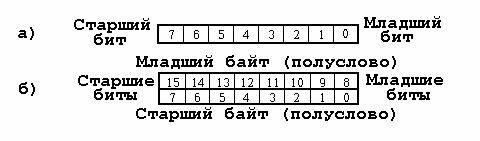 а) Старший бит 7 6 5 4 3 2 1 0 Младший бит
Младший байт (полуслово)
б) Старшие биты 15 14 13 12 11 10 9 8 Младшие биты
7 6 5 4 3 2 1 0
Старший байт (полуслово)